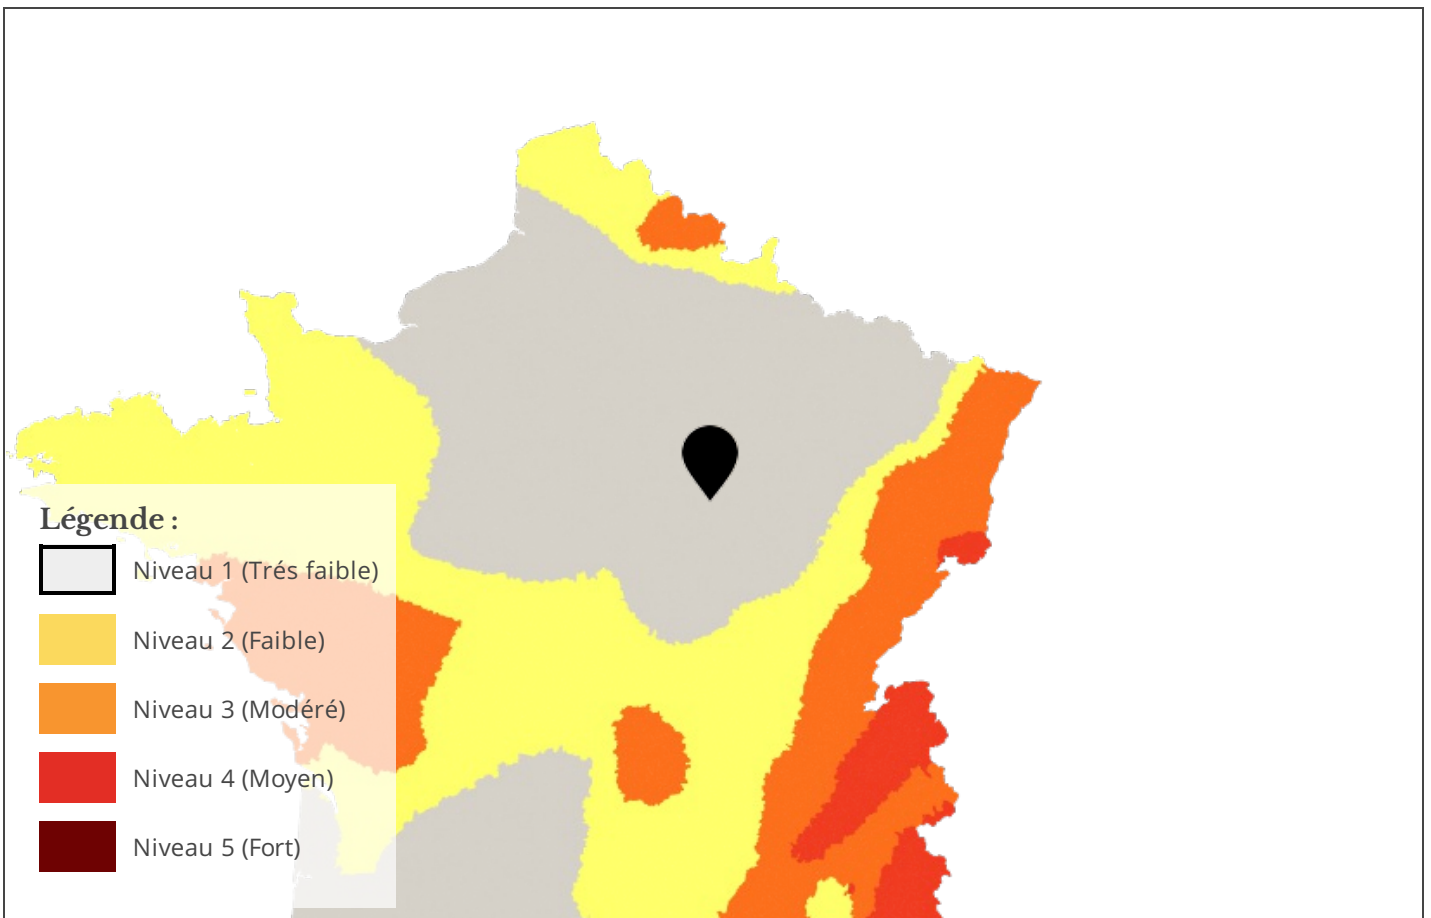 Légende :
Niveau 1 (Trés faible)
Niveau 2 (Faible)
Niveau 3 (Modéré)
Niveau 4 (Moyen)
Niveau 5 (Fort)